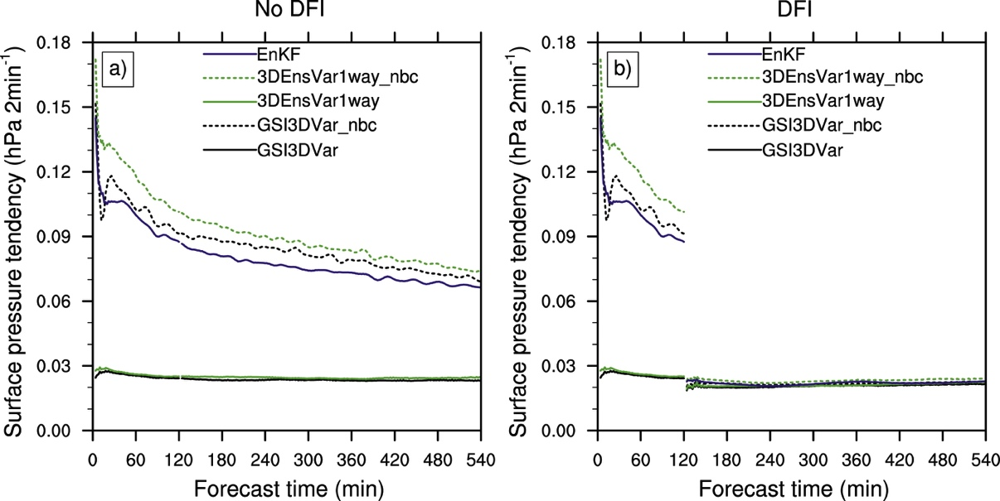 No DFI
DFI
Surface pressure tendency (hPa 2min-1)
0.18
0.15
0.12
0.09
0.06
0.03
0.00
a)
EnKF
3DEnsVar1way_nbc
3DEnsVar1way
GSI3DVar_nbc
GSI3DVar
0 60 120 180 240 300 360 420 480 540
Forecast time (min)
Surface pressure tendency (hPa 2min-1)
0.18
0.15
0.12
0.09
0.06
0.03
0.00
b)
EnKF
3DEnsVar1way_nbc
3DEnsVar1way
GSI3DVar_nbc
GSI3DVar
0 60 120 180 240 300 360 420 480 540
Forecast time (min)